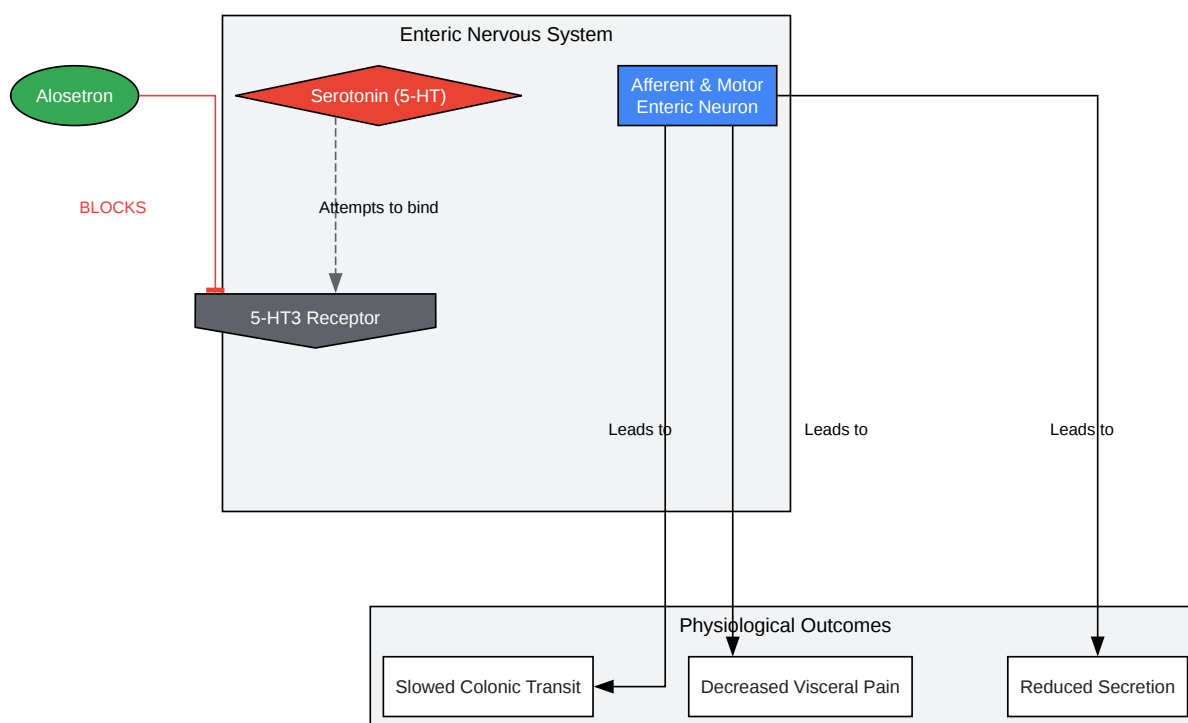 Enteric Nervous System
Alosetron
Serotonin (5-HT)
Afferent & Motor
Enteric Neuron
BLOCKS
Attempts to bind
5-HT3 Receptor
Leads to
Leads to
Leads to
Physiological Outcomes
Slowed Colonic Transit
Decreased Visceral Pain
Reduced Secretion